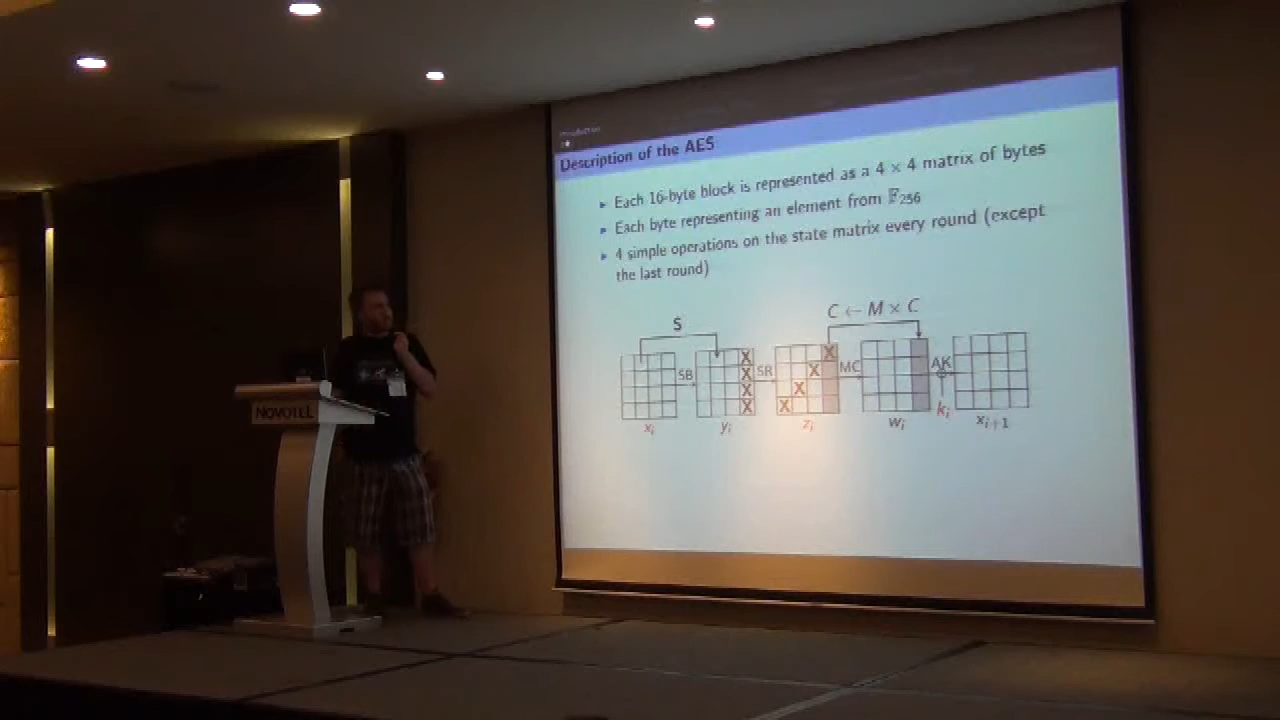 Introduction
Description of the AES
▸ Each 16-byte block is represented as a 4 × 4 matrix of bytes
▸ Each byte representing an element from 𝔽₂₅₆
▸ 4 simple operations on the state matrix every round (except
the last round)
C ← M × C
S
X X
X X
X X
X X
SB SR MC AK
xᵢ yᵢ zᵢ wᵢ kᵢ xᵢ₊₁
NOVOTEL